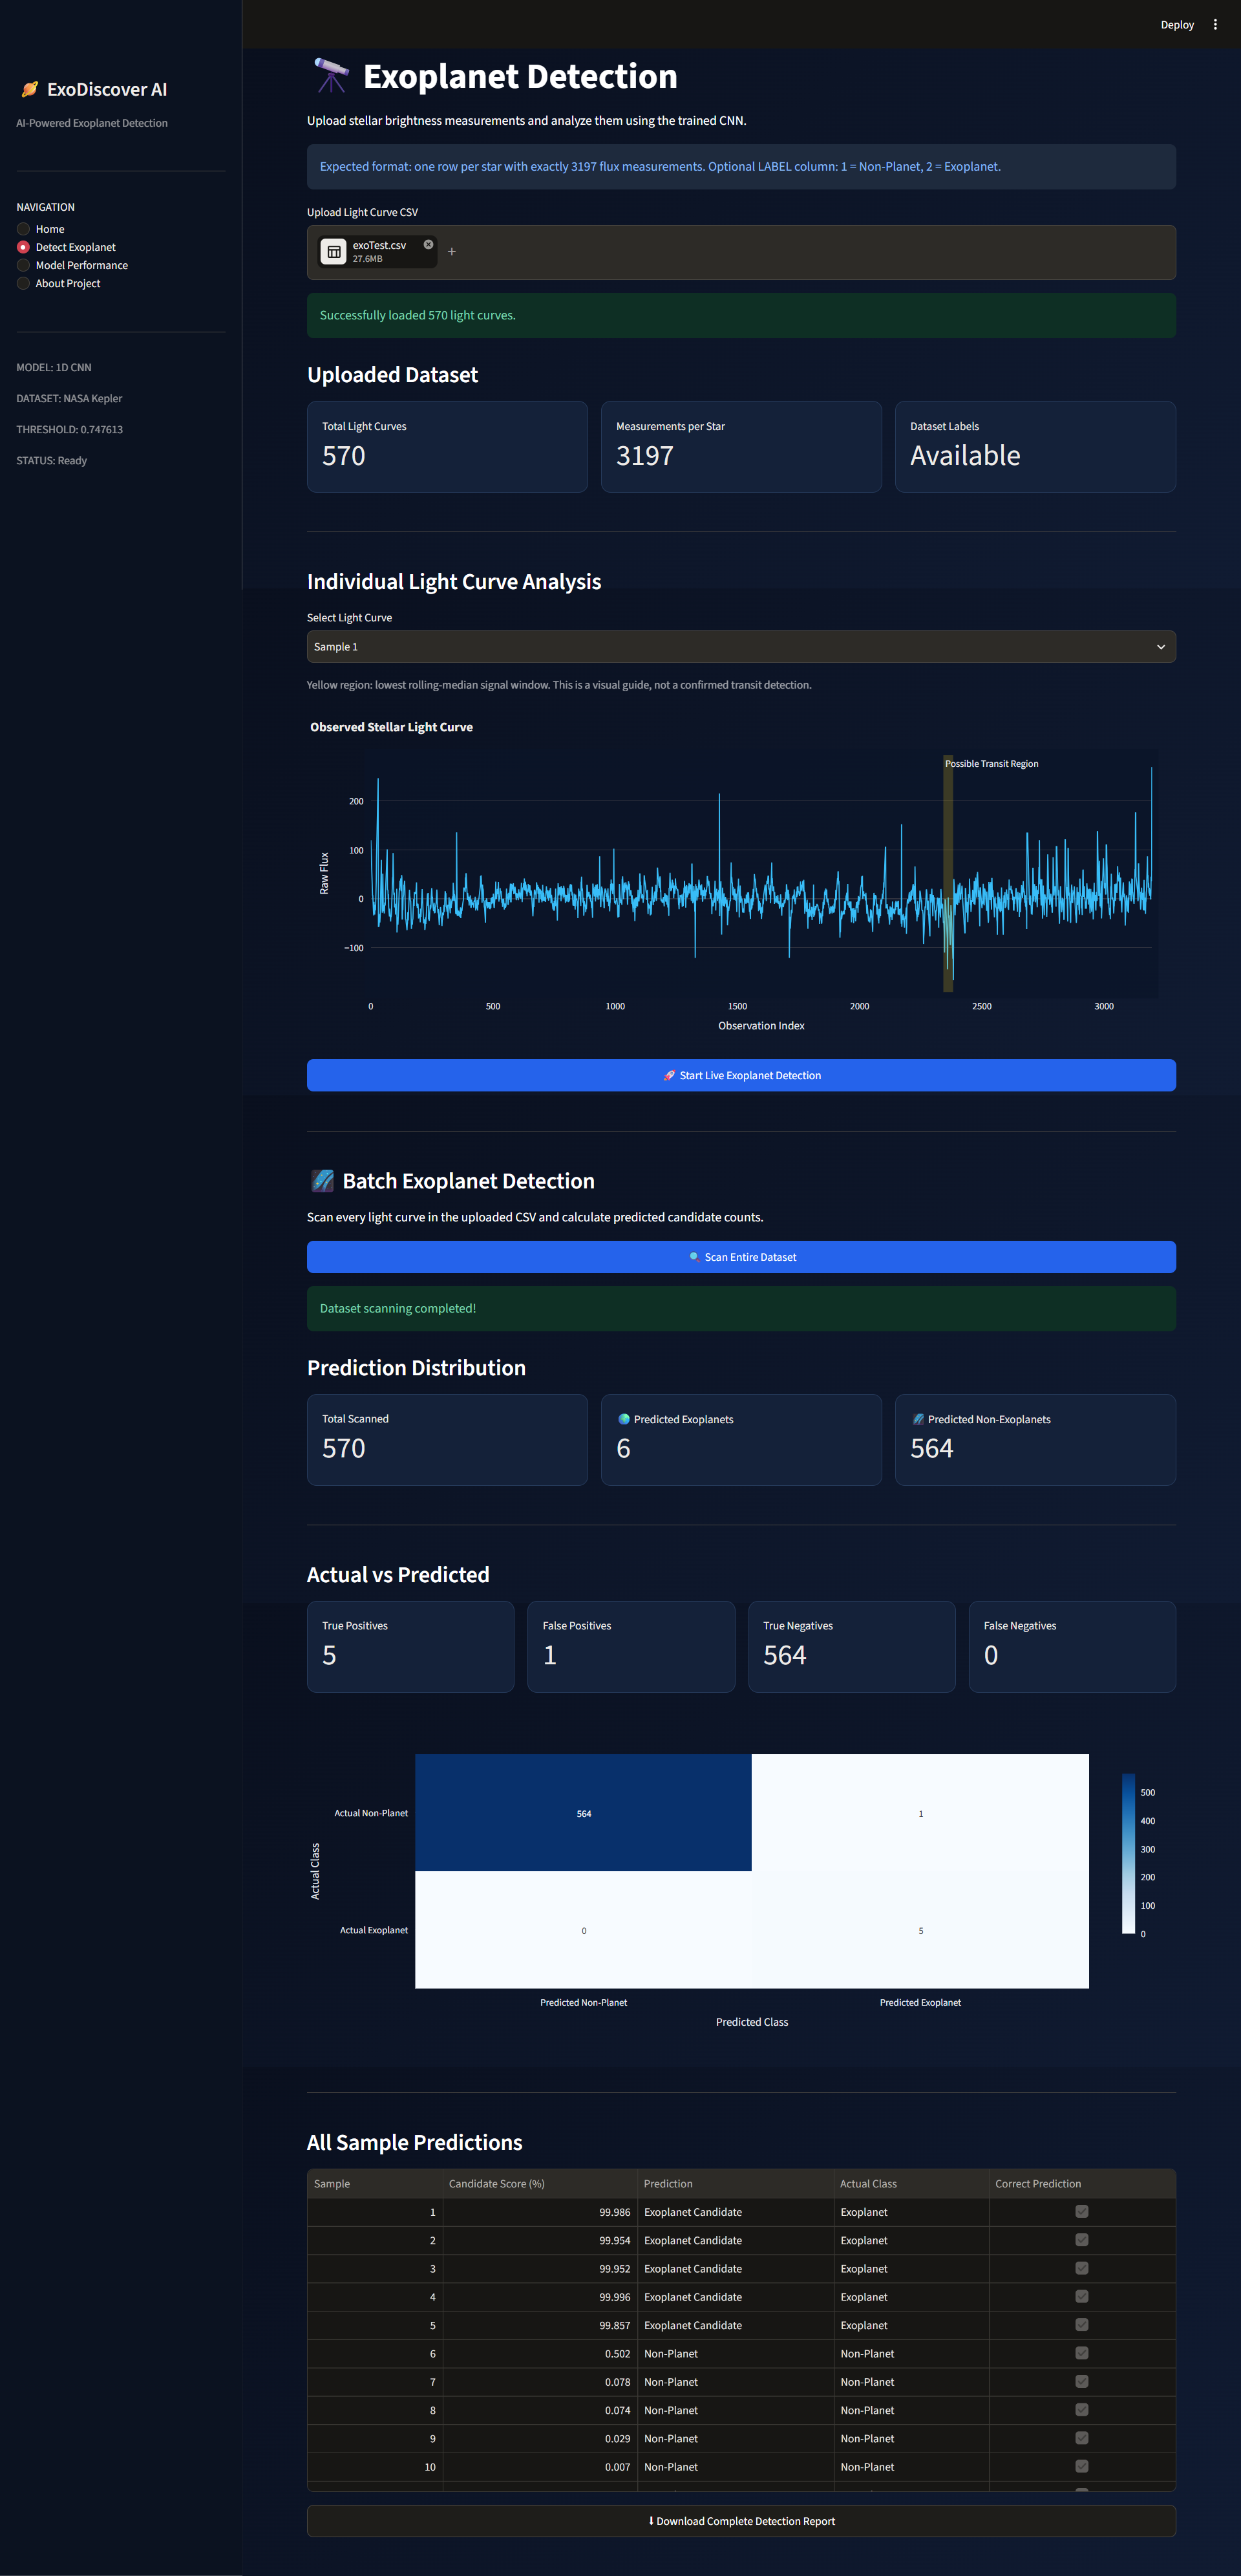 Deploy
ExoDiscover AI
AI-Powered Exoplanet Detection
NAVIGATION
Home
Detect Exoplanet
Model Performance
About Project
MODEL: 1D CNN
DATASET: NASA Kepler
THRESHOLD: 0.747613
STATUS: Ready
Exoplanet Detection
Upload stellar brightness measurements and analyze them using the trained CNN.
Expected format: one row per star with exactly 3197 flux measurements. Optional LABEL column: 1 = Non-Planet, 2 = Exoplanet.
Upload Light Curve CSV
exoTest.csv
27.6MB
Successfully loaded 570 light curves.
Uploaded Dataset
Total Light Curves
570
Measurements per Star
3197
Dataset Labels
Available
Individual Light Curve Analysis
Select Light Curve
Sample 1
Yellow region: lowest rolling-median signal window. This is a visual guide, not a confirmed transit detection.
Observed Stellar Light Curve
Possible Transit Region
200
100
0
−100
Raw Flux
0 500 1000 1500 2000 2500 3000
Observation Index
🚀 Start Live Exoplanet Detection
Batch Exoplanet Detection
Scan every light curve in the uploaded CSV and calculate predicted candidate counts.
Scan Entire Dataset
Dataset scanning completed!
Prediction Distribution
Total Scanned
570
Predicted Exoplanets
6
Predicted Non-Exoplanets
564
Actual vs Predicted
True Positives
5
False Positives
1
True Negatives
564
False Negatives
0
Actual Non-Planet
564 1
Actual Exoplanet
0 5
Actual Class
Predicted Non-Planet Predicted Exoplanet
Predicted Class
500
400
300
200
100
0
All Sample Predictions
Sample Candidate Score (%) Prediction Actual Class Correct Prediction
1 99.986 Exoplanet Candidate Exoplanet
2 99.954 Exoplanet Candidate Exoplanet
3 99.952 Exoplanet Candidate Exoplanet
4 99.996 Exoplanet Candidate Exoplanet
5 99.857 Exoplanet Candidate Exoplanet
6 0.502 Non-Planet Non-Planet
7 0.078 Non-Planet Non-Planet
8 0.074 Non-Planet Non-Planet
9 0.029 Non-Planet Non-Planet
10 0.007 Non-Planet Non-Planet
⬇ Download Complete Detection Report